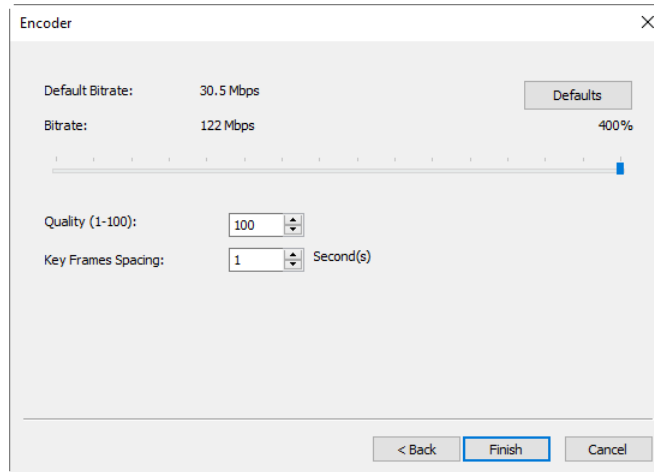 Encoder
Default Bitrate: 30.5 Mbps Defaults
Bitrate: 122 Mbps 400%
Quality (1-100): 100
Key Frames Spacing: 1 Second(s)
< Back Finish Cancel